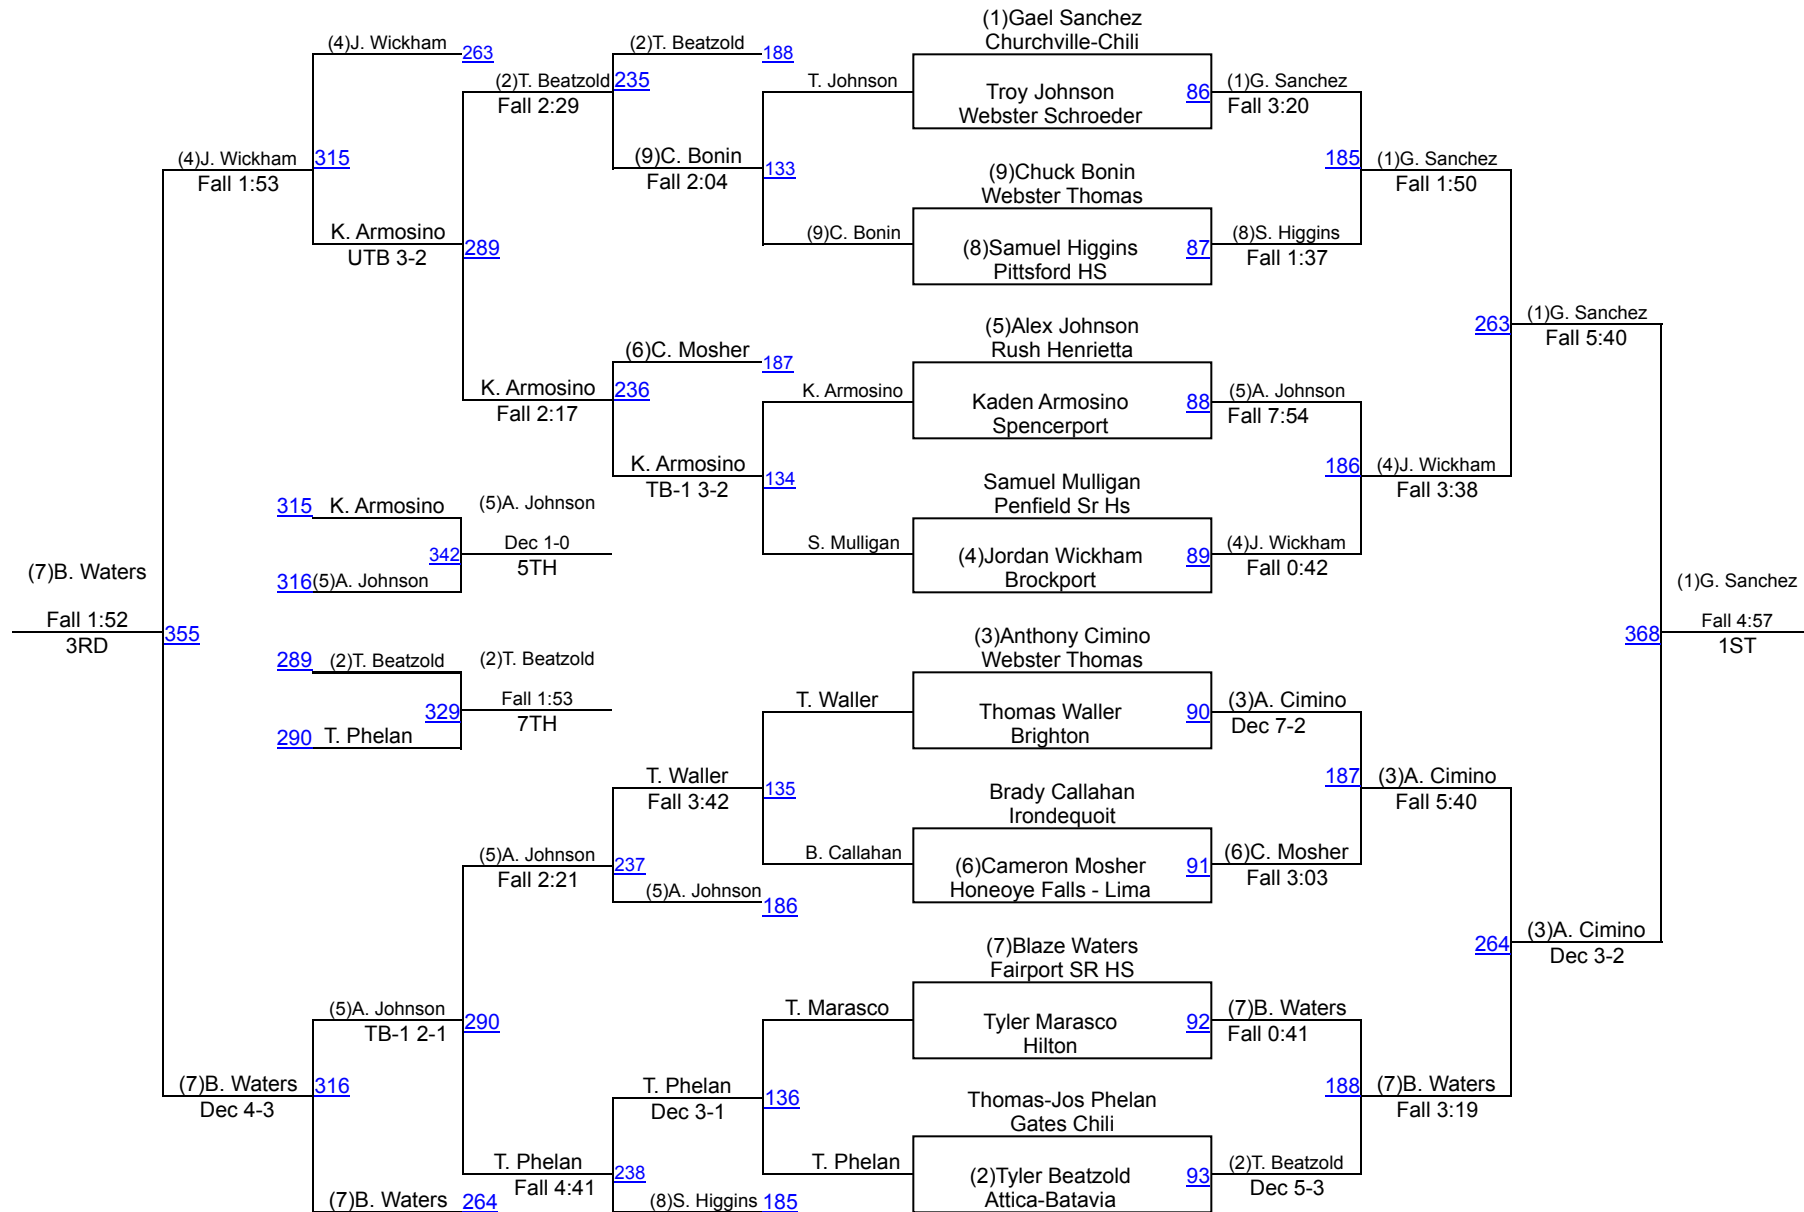 (1)Gael Sanchez
Churchville-Chili
(4)J. Wickham
263
(2)T. Beatzold
188
(2)T. Beatzold
235
Fall 2:29
T. Johnson
Troy Johnson
Webster Schroeder
86
(1)G. Sanchez
Fall 3:20
(4)J. Wickham
315
Fall 1:53
(9)C. Bonin
Fall 2:04
133
(9)Chuck Bonin
Webster Thomas
185
(1)G. Sanchez
Fall 1:50
K. Armosino
UTB 3-2
289
(9)C. Bonin
(8)Samuel Higgins
Pittsford HS
87
(8)S. Higgins
Fall 1:37
(5)Alex Johnson
Rush Henrietta
263
(1)G. Sanchez
Fall 5:40
(6)C. Mosher
187
K. Armosino
236
Fall 2:17
K. Armosino
Kaden Armosino
Spencerport
88
(5)A. Johnson
Fall 7:54
K. Armosino
TB-1 3-2
134
Samuel Mulligan
Penfield Sr Hs
186
(4)J. Wickham
Fall 3:38
315
K. Armosino
(5)A. Johnson
342
Dec 1-0
5TH
316
(5)A. Johnson
S. Mulligan
(4)Jordan Wickham
Brockport
89
(4)J. Wickham
Fall 0:42
(7)B. Waters
Fall 1:52
3RD
355
(1)G. Sanchez
368
Fall 4:57
1ST
(3)Anthony Cimino
Webster Thomas
289
(2)T. Beatzold
(2)T. Beatzold
329
Fall 1:53
7TH
290
T. Phelan
T. Waller
Thomas Waller
Brighton
90
(3)A. Cimino
Dec 7-2
T. Waller
Fall 3:42
135
Brady Callahan
Irondequoit
187
(3)A. Cimino
Fall 5:40
(5)A. Johnson
Fall 2:21
237
(5)A. Johnson
186
B. Callahan
(6)Cameron Mosher
Honeoye Falls - Lima
91
(6)C. Mosher
Fall 3:03
(7)Blaze Waters
Fairport SR HS
264
(3)A. Cimino
Dec 3-2
(5)A. Johnson
TB-1 2-1
290
T. Marasco
Tyler Marasco
Hilton
92
(7)B. Waters
Fall 0:41
(7)B. Waters
316
Dec 4-3
T. Phelan
Dec 3-1
136
Thomas-Jos Phelan
Gates Chili
188
(7)B. Waters
Fall 3:19
T. Phelan
Fall 4:41
238
T. Phelan
(2)Tyler Beatzold
Attica-Batavia
93
(2)T. Beatzold
Dec 5-3
(7)B. Waters
264
(8)S. Higgins
185